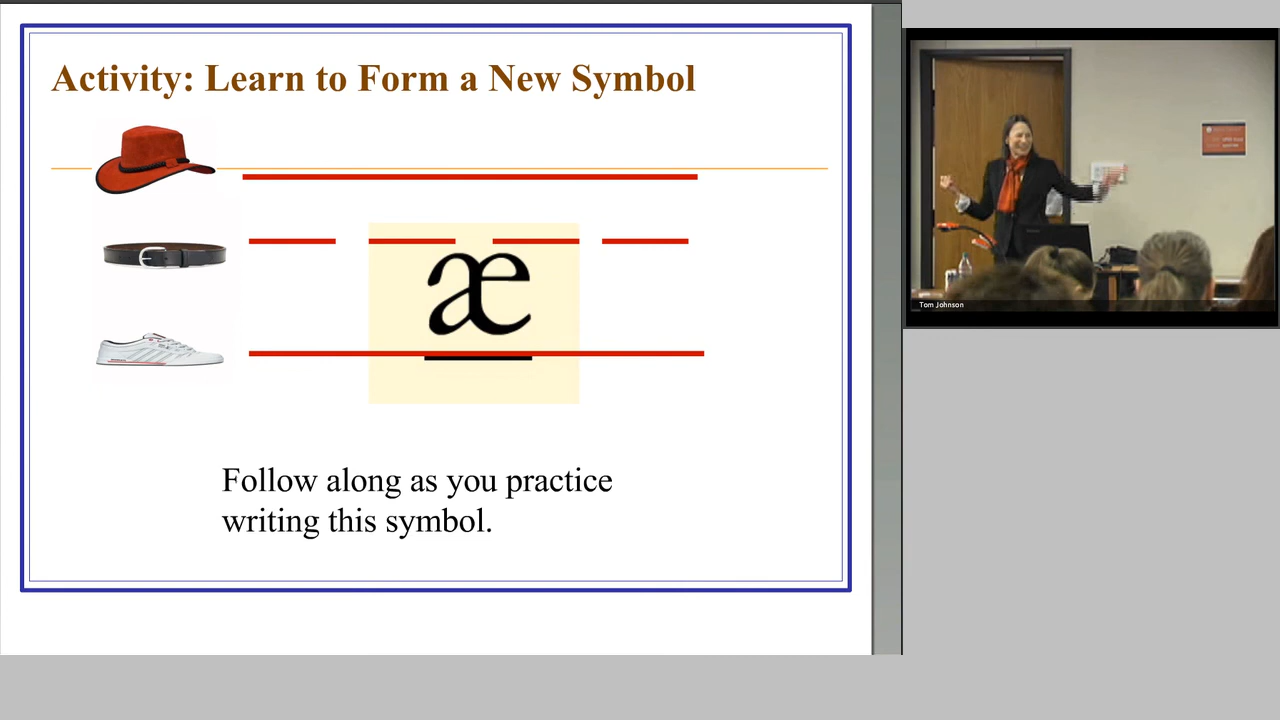 Activity: Learn to Form a New Symbol
æ
Follow along as you practice
writing this symbol.
Tom Johnson